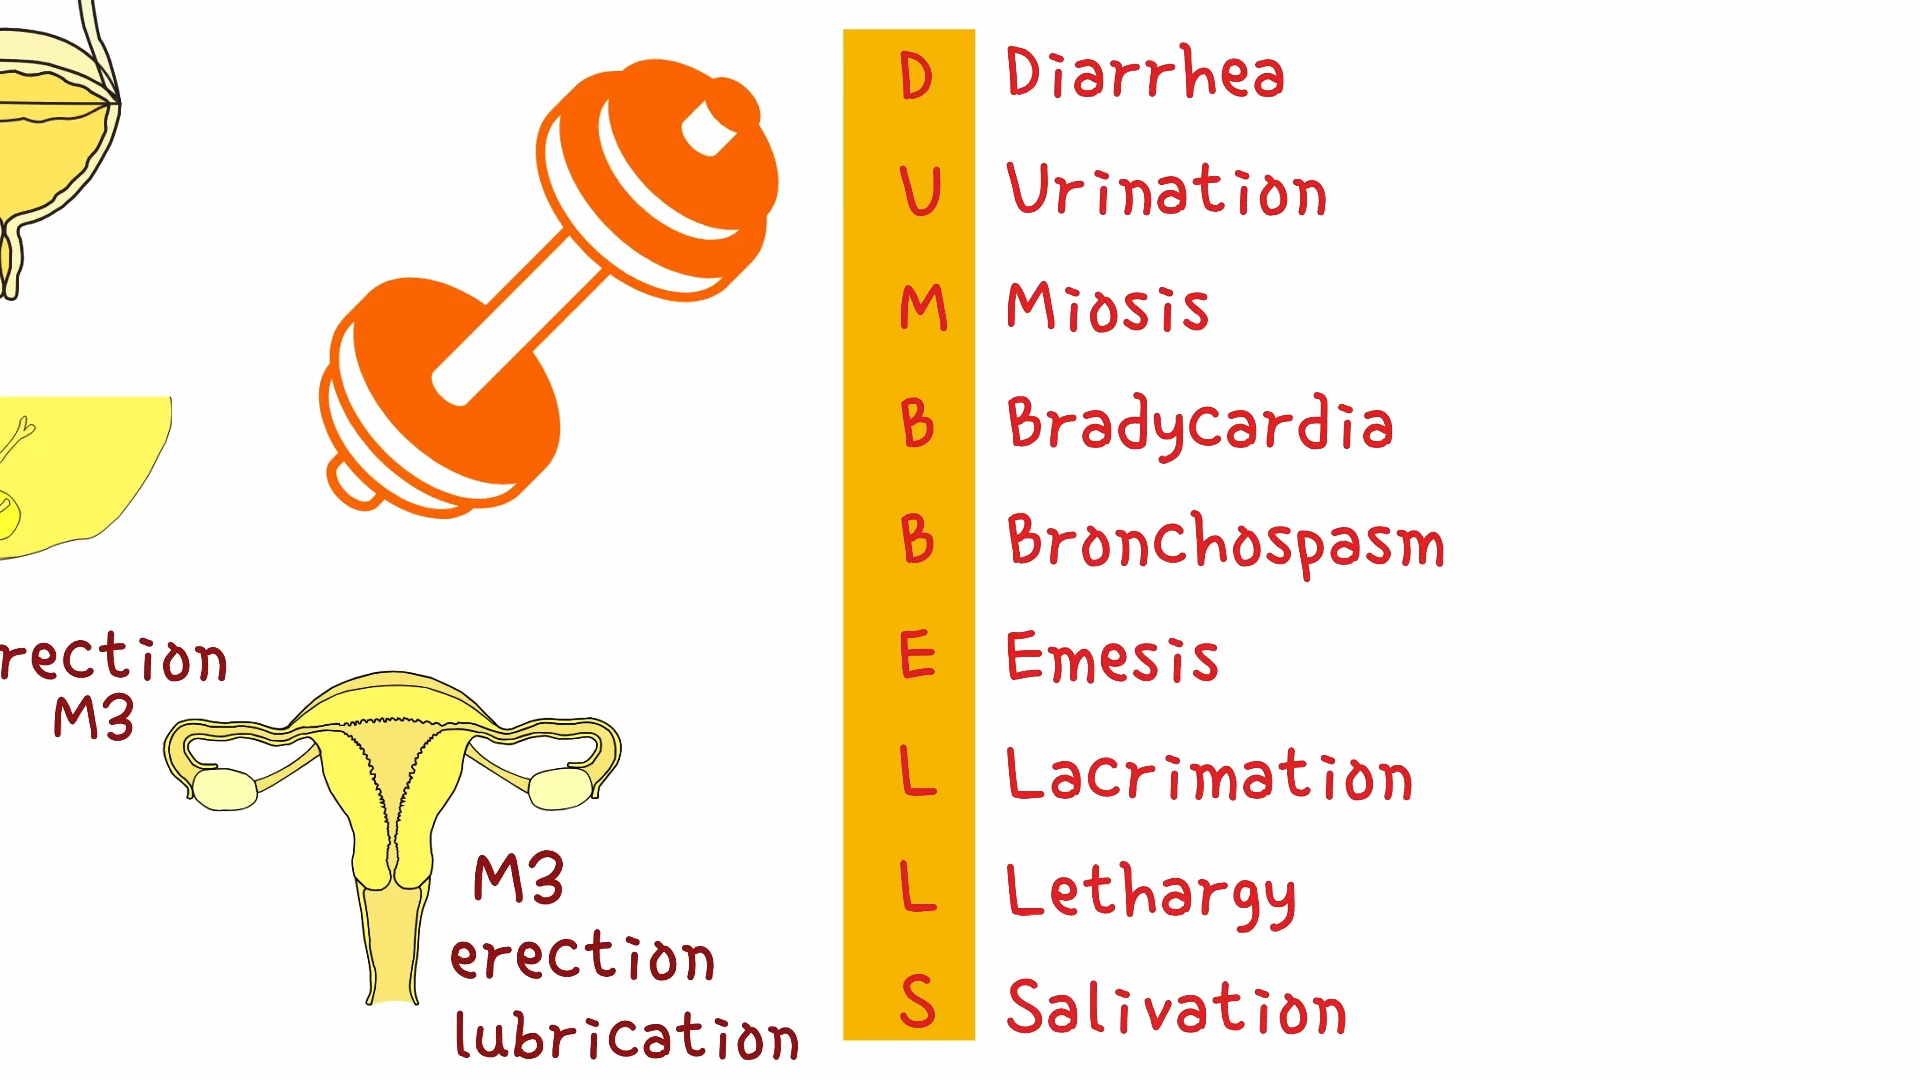 D Diarrhea
U Urination
M Miosis
B Bradycardia
B Bronchospasm
E Emesis
L Lacrimation
L Lethargy
S Salivation
rection
M3
M3
erection
lubrication